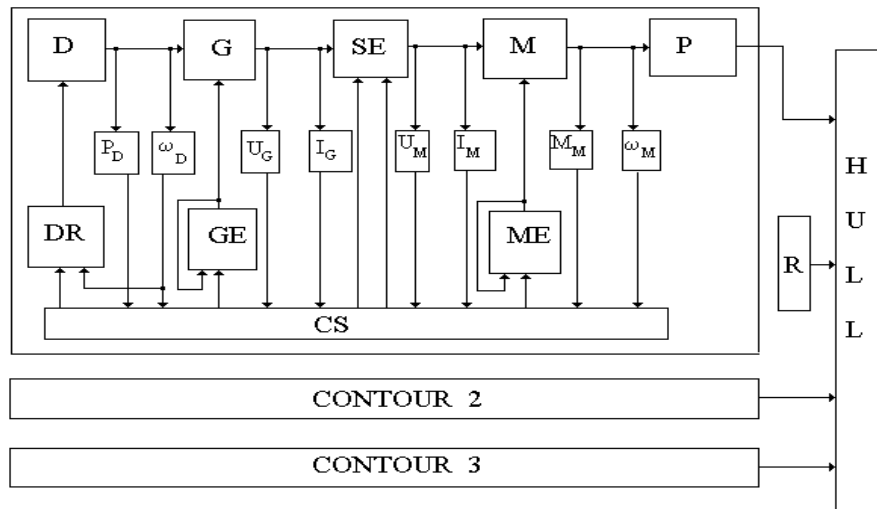 D G SE M P
P_D ω_D U_G I_G U_M I_M M_M ω_M
DR GE ME R
CS
CONTOUR 2
CONTOUR 3
H
U
L
L